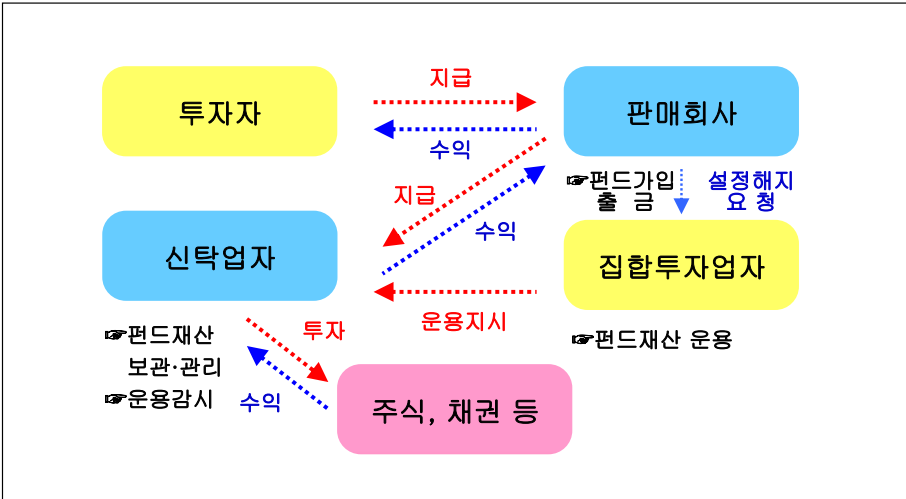 지급
투자자
판매회사
수익
☞펀드가입
출 금
설정해지
요 청
지급
수익
신탁업자
집합투자업자
운용지시
☞펀드재산
보관·관리
☞운용감시
투자
수익
☞펀드재산 운용
주식, 채권 등